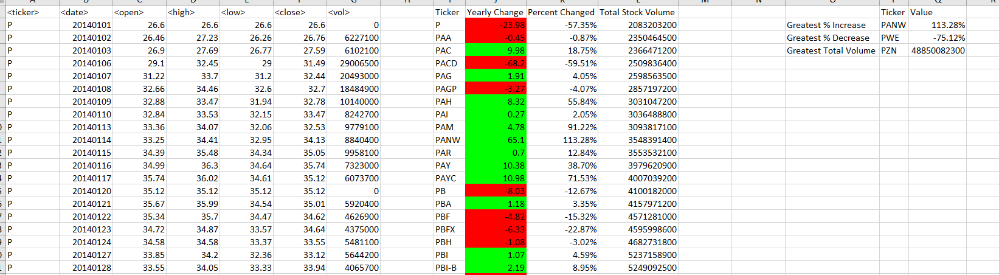 <ticker> <date> <open> <high> <low> <close> <vol> Ticker Yearly Change Percent Changed Total Stock Volume Ticker Value
P 20140101 26.6 26.6 26.6 26.6 0 P -23.98 -57.35% 2083203200 Greatest % Increase PANW 113.28%
P 20140102 26.46 27.23 26.26 26.76 6227100 PAA -0.45 -0.87% 2350464500 Greatest % Decrease PWE -75.12%
P 20140103 26.9 27.69 26.77 27.59 6102100 PAC 9.98 18.75% 2366471200 Greatest Total Volume PZN 48850082300
P 20140106 29.1 32.45 29 31.49 29006500 PACD -68.2 -59.51% 2509836400
P 20140107 31.22 33.7 31.2 32.44 20493000 PAG 1.91 4.05% 2598563500
P 20140108 32.66 34.46 32.6 32.7 18484900 PAGP -3.27 -4.07% 2857197200
P 20140109 32.88 33.47 31.94 32.78 10140000 PAH 8.32 55.84% 3031047200
P 20140110 32.84 33.53 32.15 33.47 8242700 PAI 0.27 2.05% 3036488800
P 20140113 33.36 34.07 32.06 32.53 9779100 PAM 4.78 91.22% 3093817100
P 20140114 33.25 34.41 32.95 34.13 8840400 PANW 65.1 113.28% 3548391400
P 20140115 34.39 35.48 34.34 35.05 9958100 PAR 0.7 12.84% 3553532100
P 20140116 34.99 36.3 34.64 35.74 7323000 PAY 10.38 38.70% 3979620900
P 20140117 35.74 36.02 34.61 35.12 6073700 PAYC 10.98 71.53% 4007039200
P 20140120 35.12 35.12 35.12 35.12 0 PB -8.03 -12.67% 4100182000
P 20140121 35.67 35.99 34.54 35.01 5920400 PBA 1.18 3.35% 4157971200
P 20140122 35.34 35.7 34.47 34.62 4626900 PBF -4.82 -15.32% 4571281000
P 20140123 34.72 34.87 33.57 34.64 4375000 PBFX -6.33 -22.87% 4595998600
P 20140124 34.58 34.58 33.37 33.55 5481100 PBH -1.08 -3.02% 4682731800
P 20140127 33.85 34.2 32.36 33.12 5644200 PBI 1.07 4.59% 5237158900
P 20140128 33.55 34.05 33.33 33.94 4065700 PBI-B 2.19 8.95% 5249092500